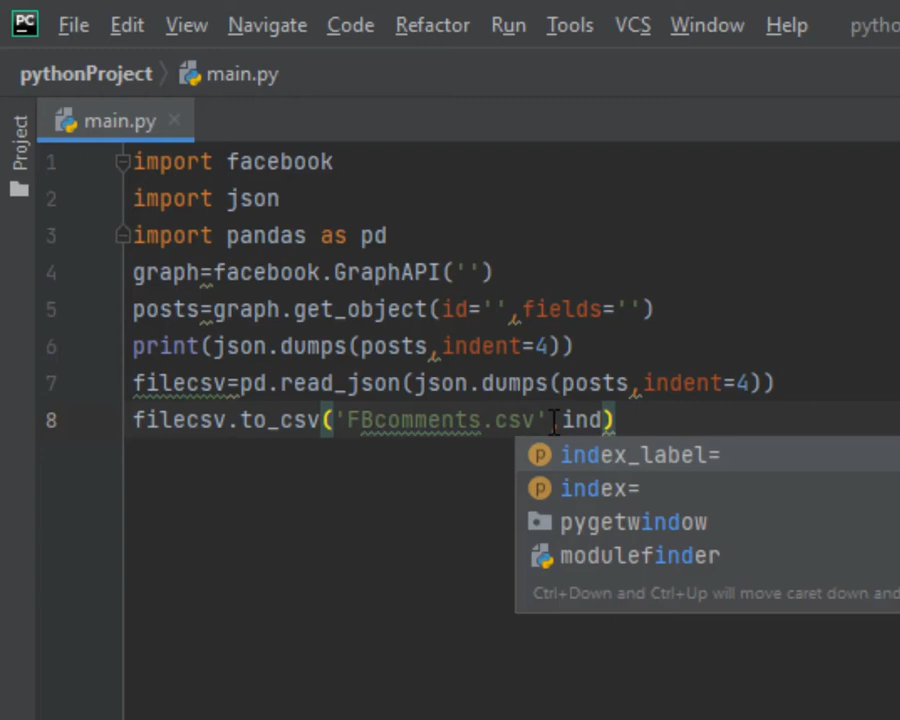 PC File Edit View Navigate Code Refactor Run Tools VCS Window Help pytho
pythonProject main.py
main.py
Project
1 import facebook
2 import json
3 import pandas as pd
4 graph=facebook.GraphAPI('')
5 posts=graph.get_object(id='',fields='')
6 print(json.dumps(posts,indent=4))
7 filecsv=pd.read_json(json.dumps(posts,indent=4))
8 filecsv.to_csv('FBcomments.csv',ind)
p index_label=
p index=
pygetwindow
modulefinder
Ctrl+Down and Ctrl+Up will move caret down and